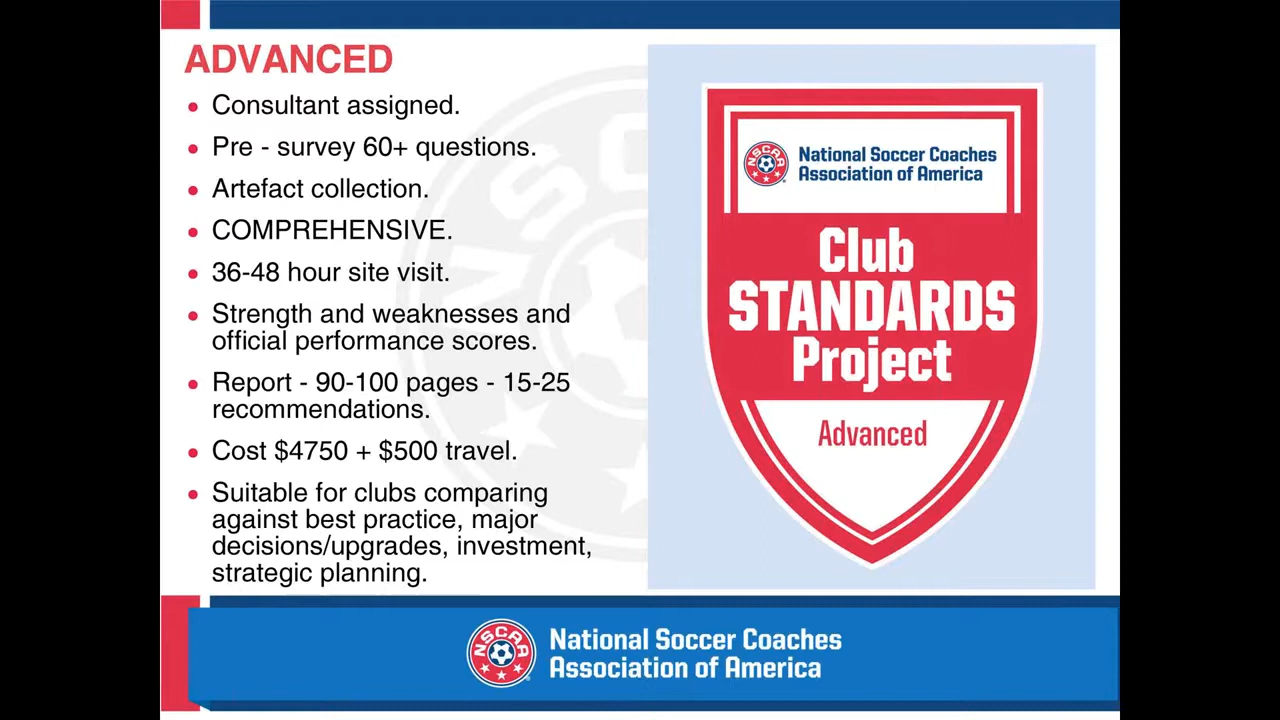 ADVANCED
• Consultant assigned.
• Pre - survey 60+ questions.
• Artefact collection.
• COMPREHENSIVE.
• 36-48 hour site visit.
• Strength and weaknesses and
official performance scores.
• Report - 90-100 pages - 15-25
recommendations.
• Cost $4750 + $500 travel.
• Suitable for clubs comparing
against best practice, major
decisions/upgrades, investment,
strategic planning.
NSCAA
National Soccer Coaches
Association of America
Club
STANDARDS
Project
Advanced
NSCAA
National Soccer Coaches
Association of America